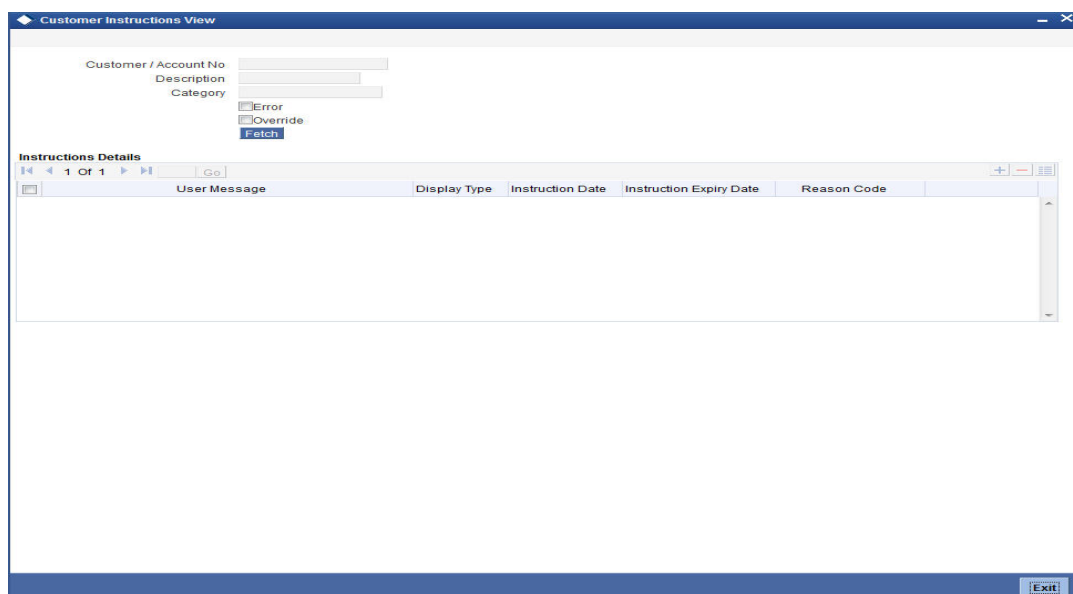 Customer Instructions View
Customer / Account No
Description
Category
Error
Override
Fetch
Instructions Details
1 Of 1 Go
User Message Display Type Instruction Date Instruction Expiry Date Reason Code
Exit